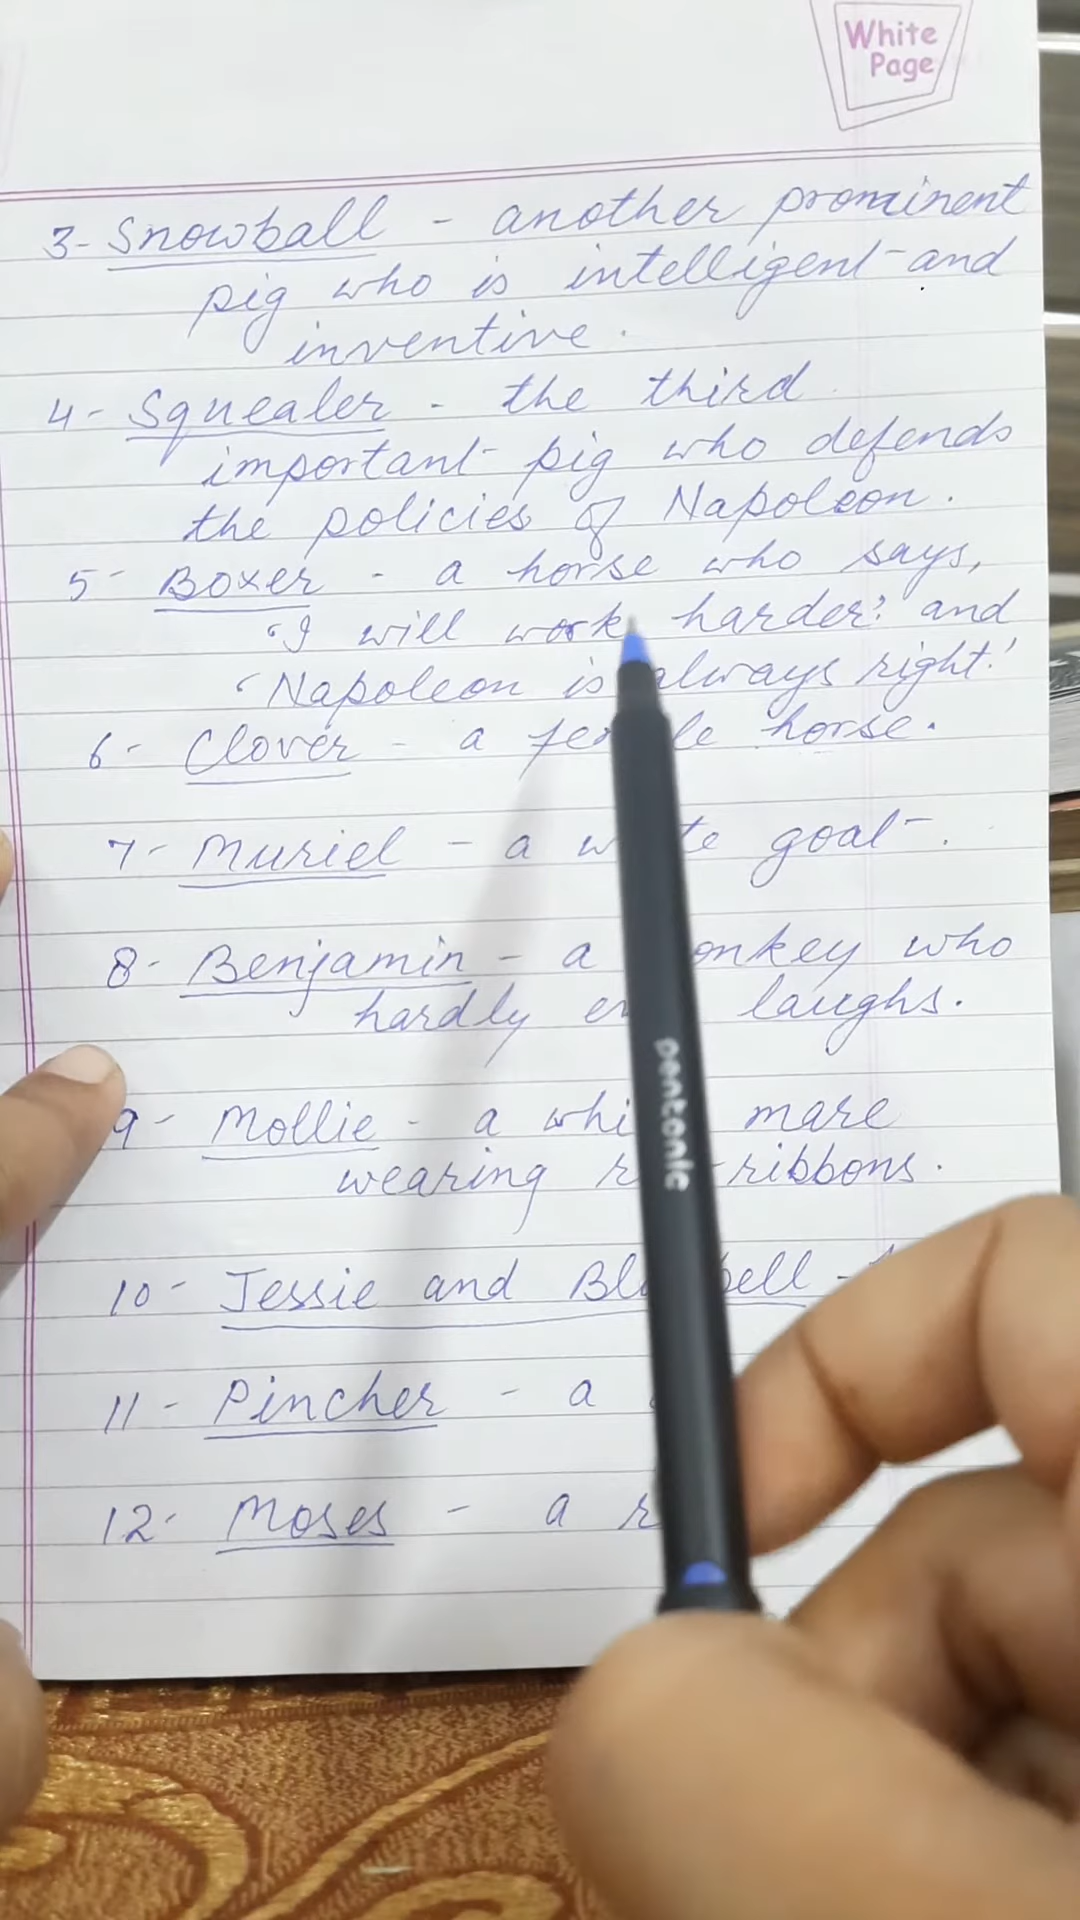 White
Page
3- Snowball - another prominent
pig who is intelligent and
inventive.
4- Squealer - the third
important pig who defends
the policies of Napoleon.
5- Boxer - a horse who says,
'I will work harder' and
'Napoleon is always right.'
6- Clover - a horse.
7- Muriel - a goat.
8- Benjamin - a who
hardly laughs.
9- Mollie - a mare
wearing ribbons.
10- Jessie and
11- Pincher - a
12- Moses - a
pentonic